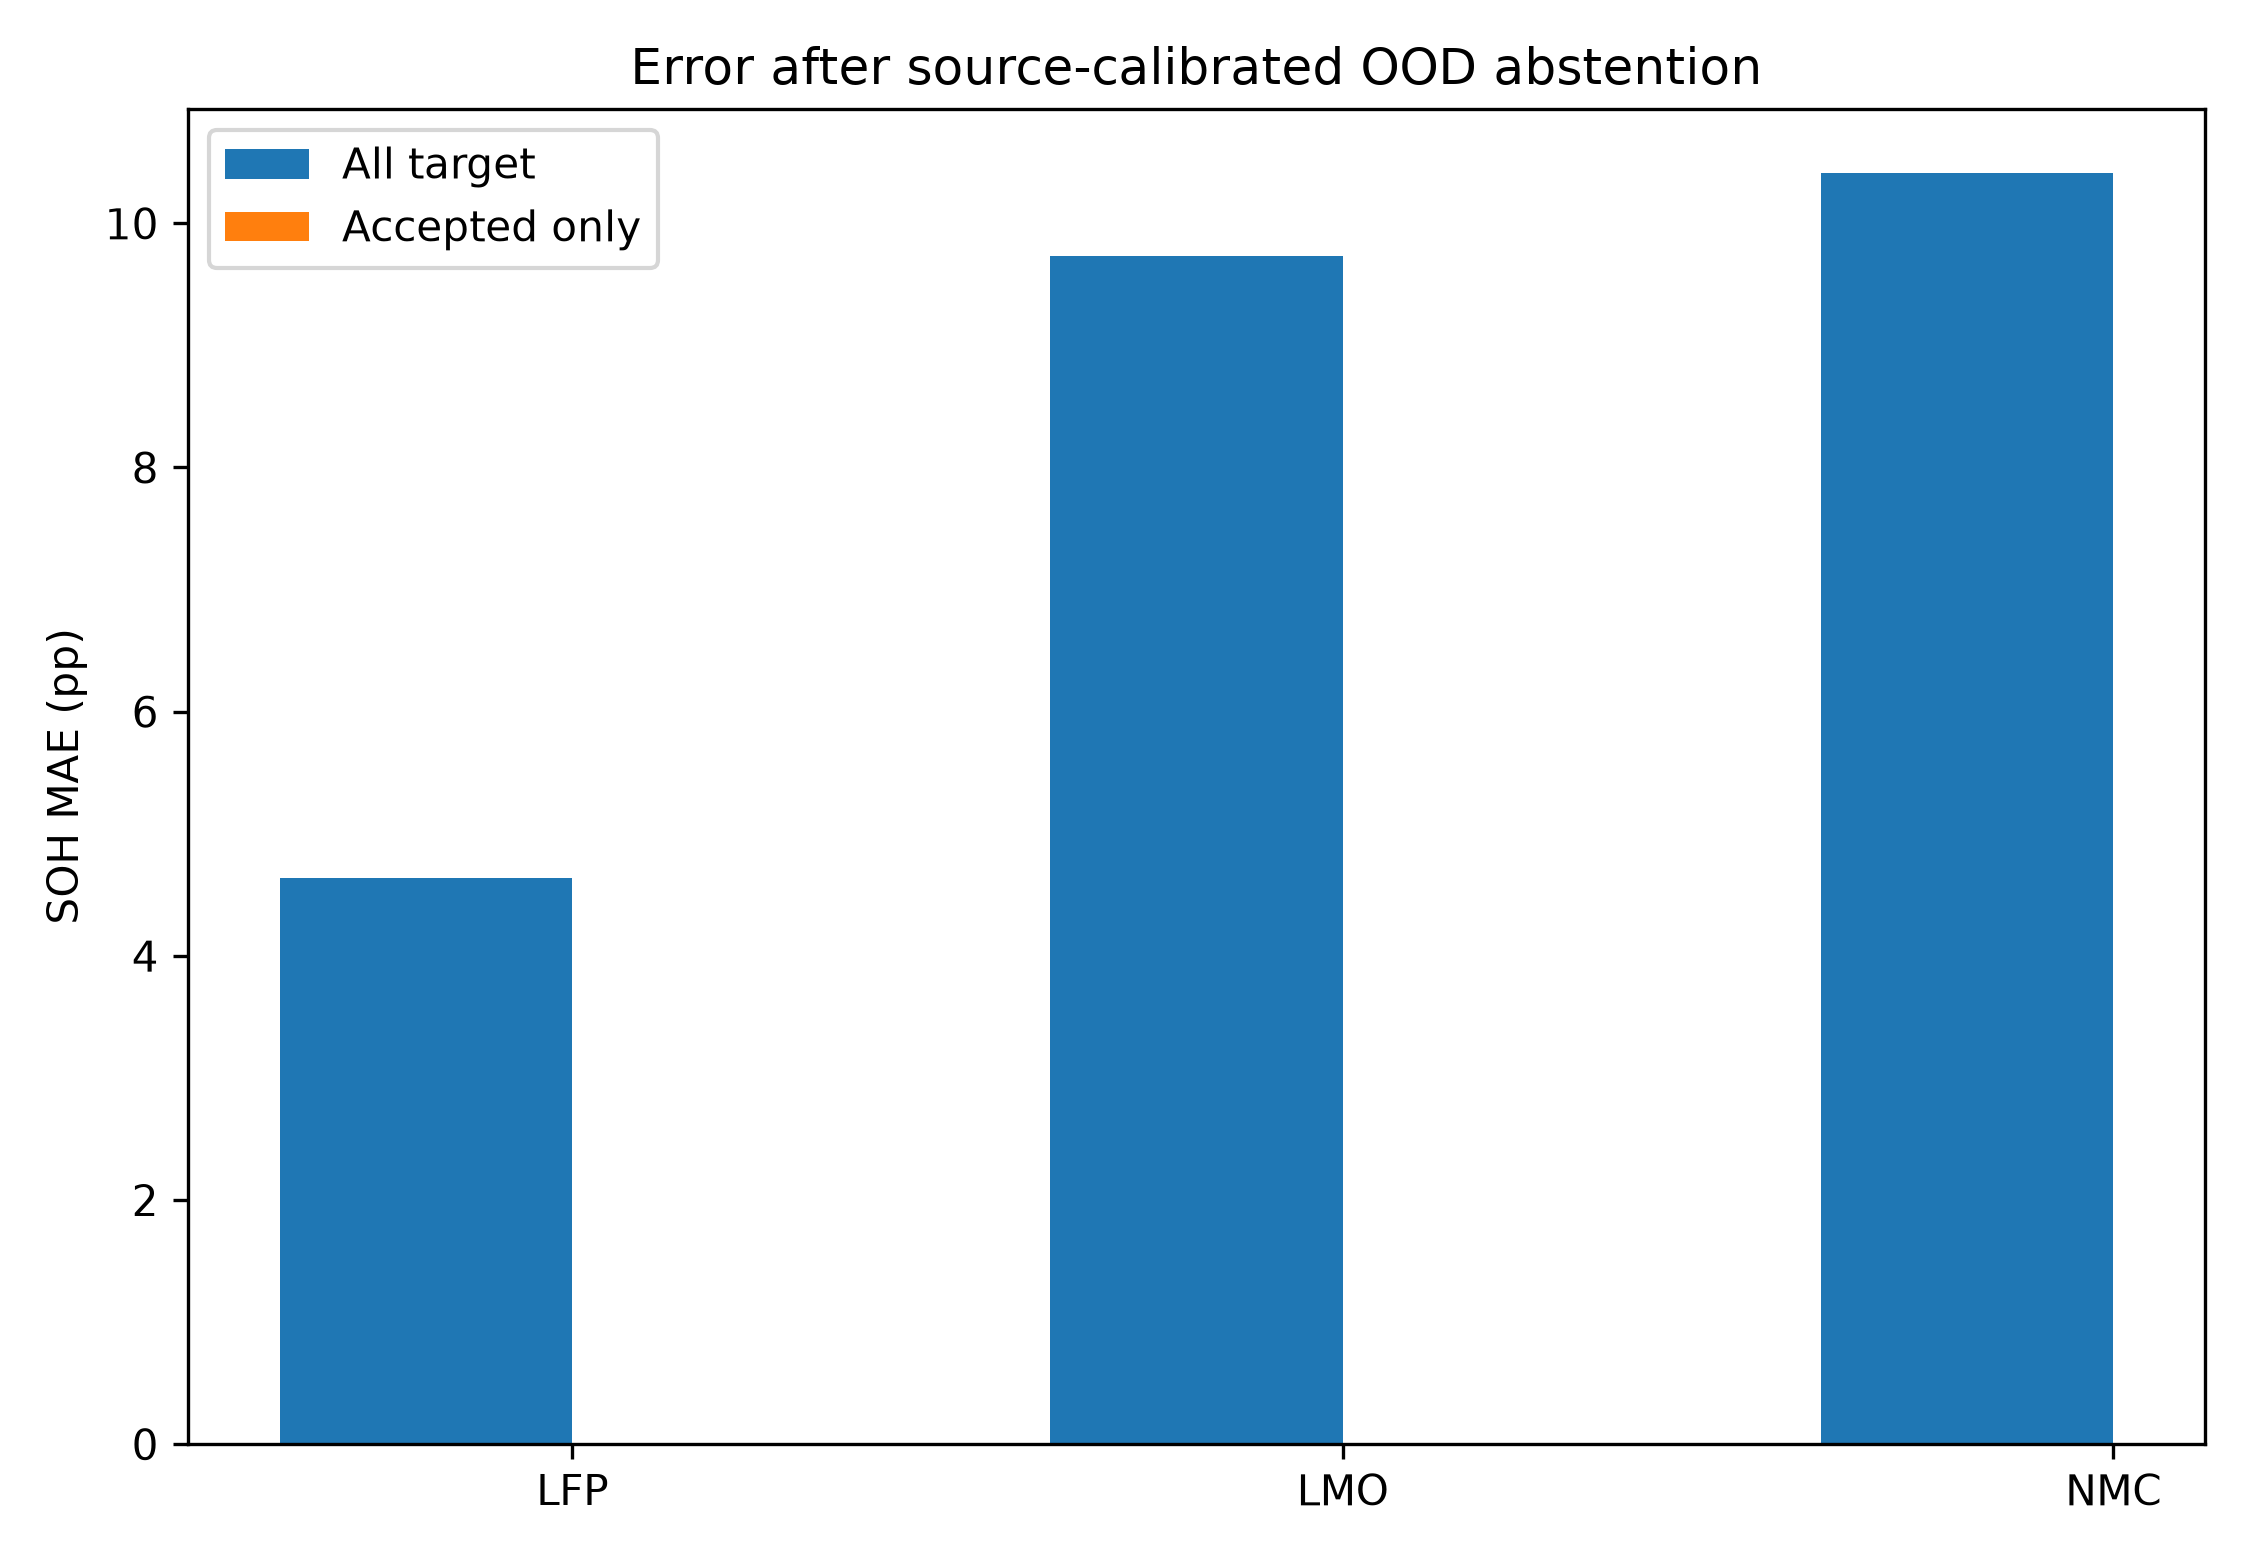 Error after source-calibrated OOD abstention
All target
Accepted only
10
8
6
4
2
0
SOH MAE (pp)
LFP
LMO
NMC